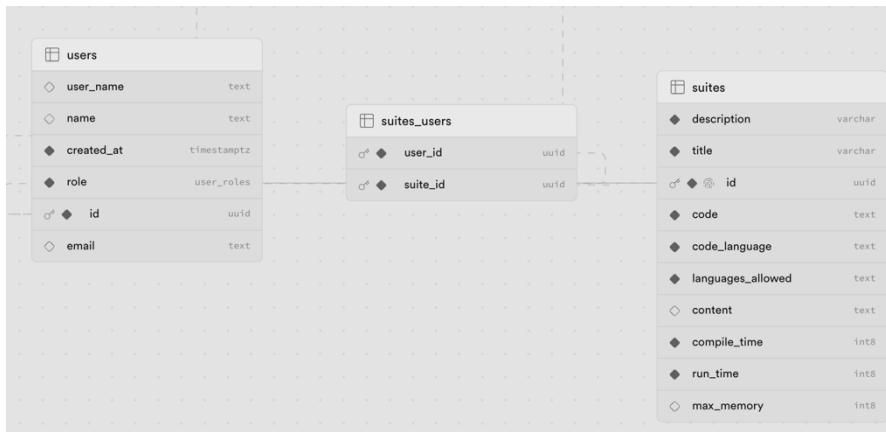 users
user_name text
name text
created_at timestamptz
role user_roles
id uuid
email text
suites_users
user_id uuid
suite_id uuid
suites
description varchar
title varchar
id uuid
code text
code_language text
languages_allowed text
content text
compile_time int8
run_time int8
max_memory int8